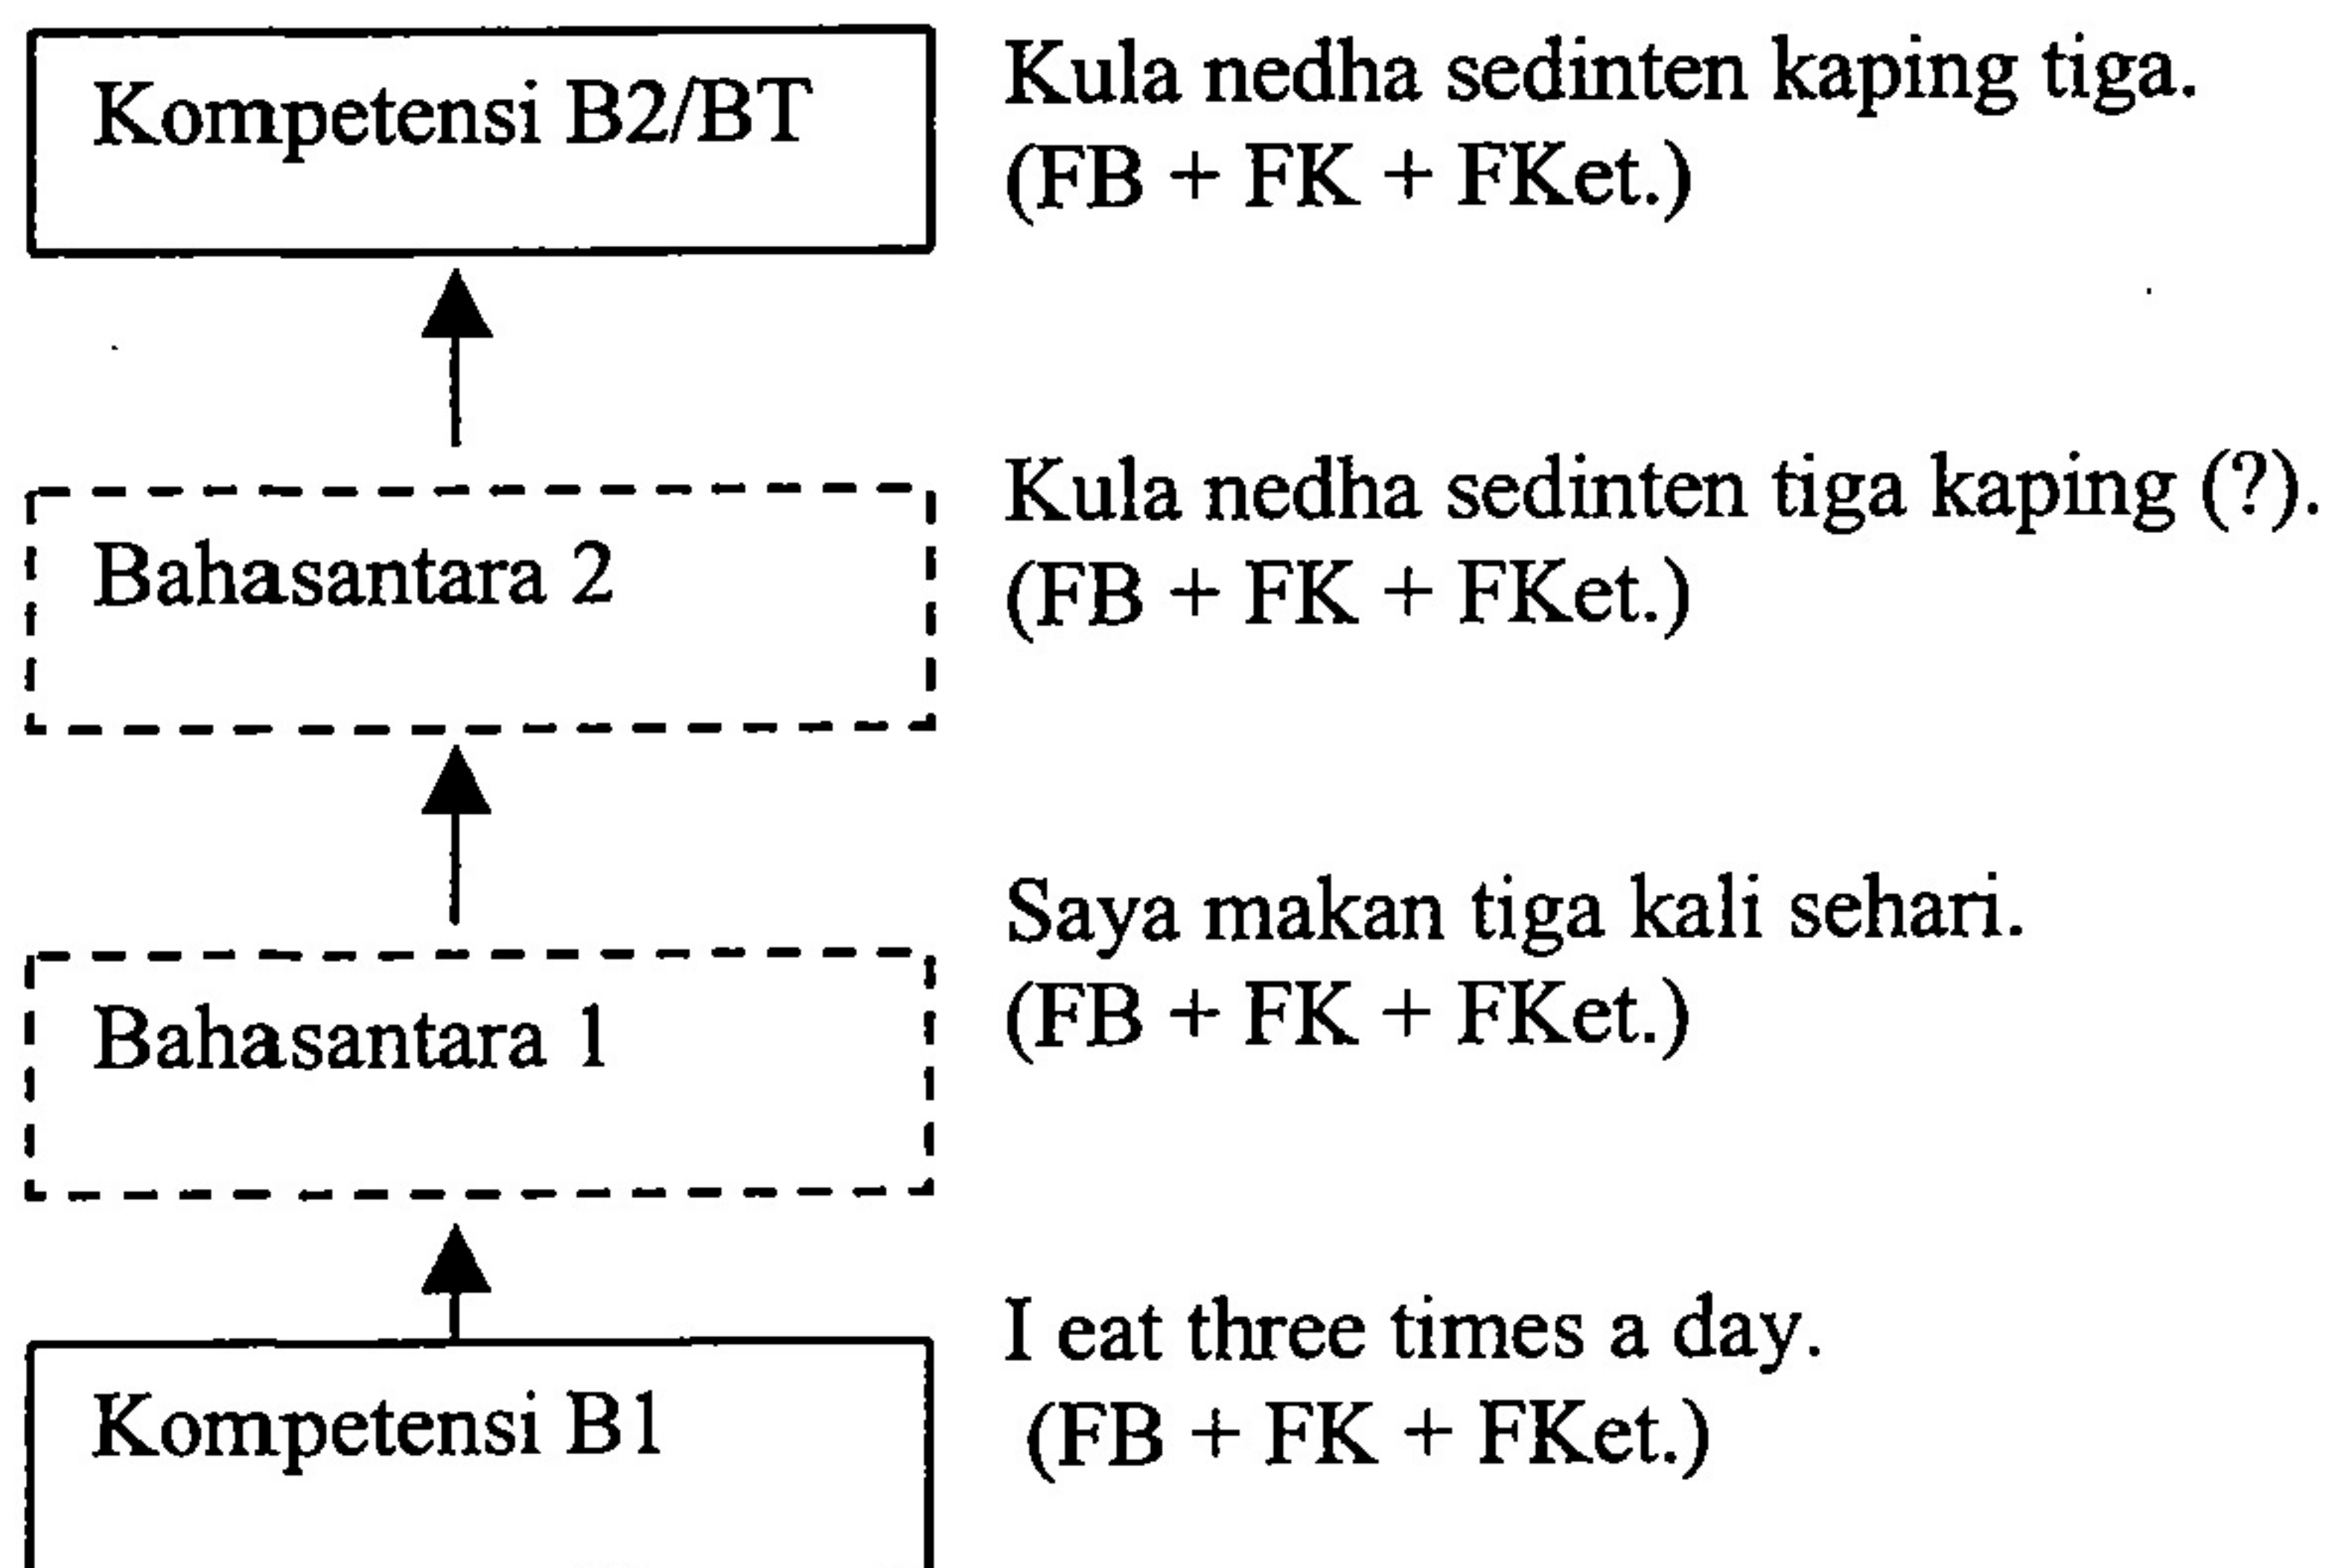 Kompetensi B2/BT
Kula nedha sedinten kaping tiga.
(FB + FK + FKet.)
Bahasantara 2
Kula nedha sedinten tiga kaping (?).
(FB + FK + FKet.)
Bahasantara 1
Saya makan tiga kali sehari.
(FB + FK + FKet.)
Kompetensi B1
I eat three times a day.
(FB + FK + FKet.)